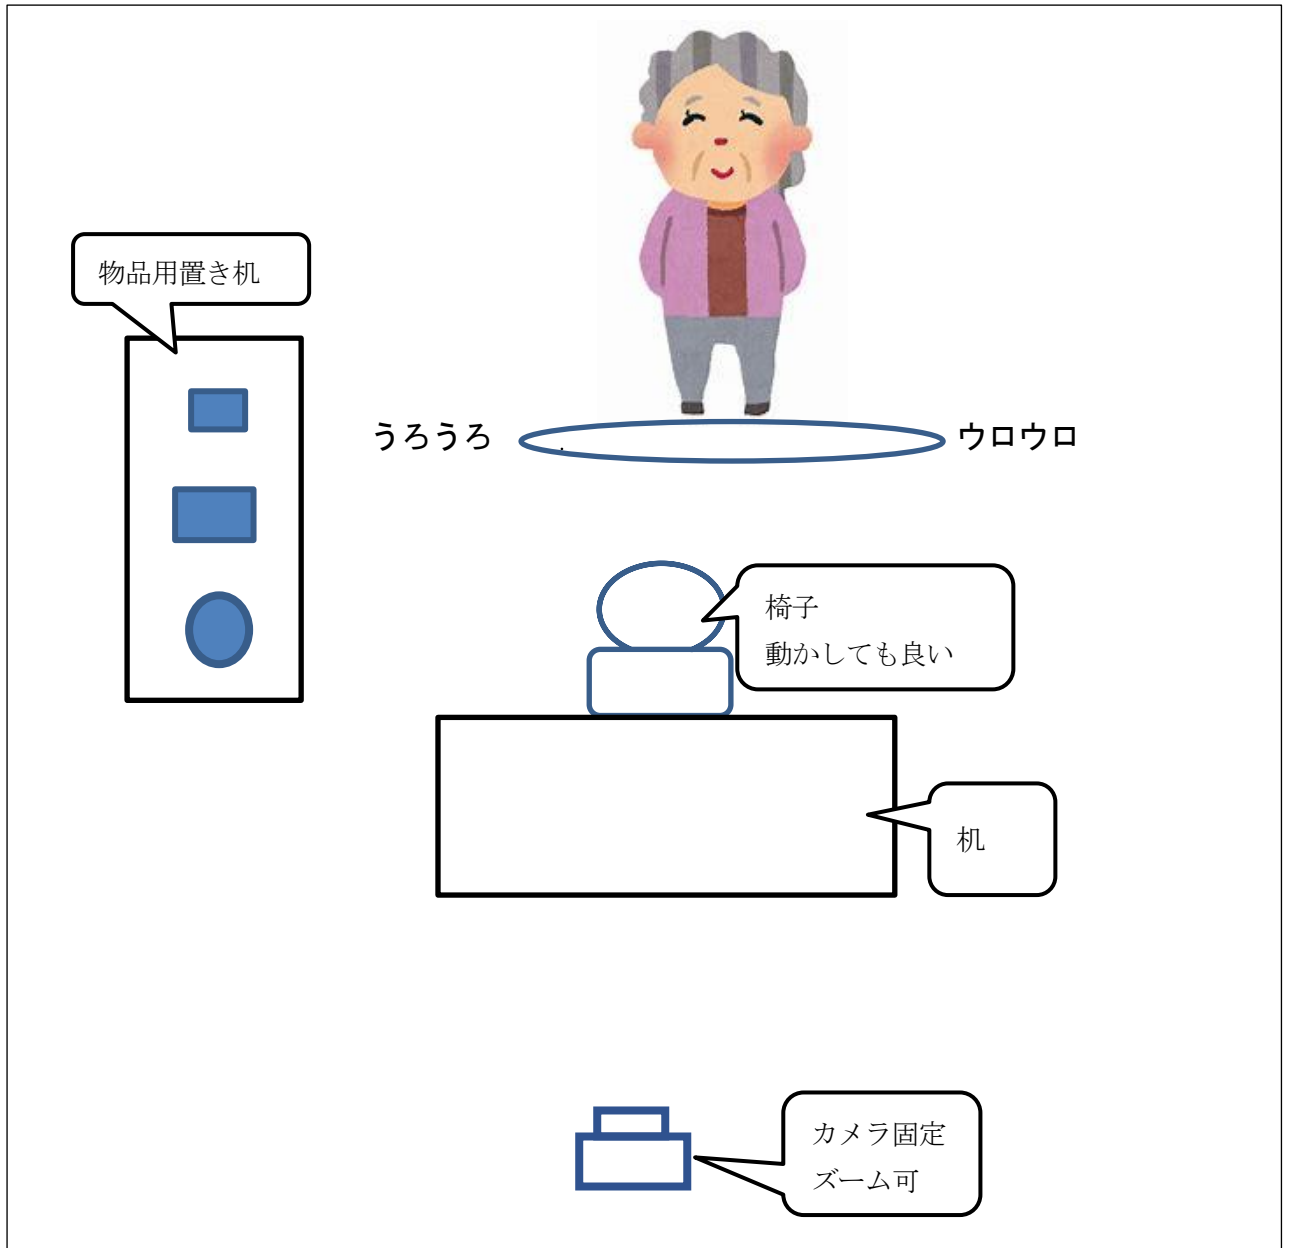 物品用置き机
うろうろ
ウロウロ
椅子
動かしても良い
机
カメラ固定
ズーム可